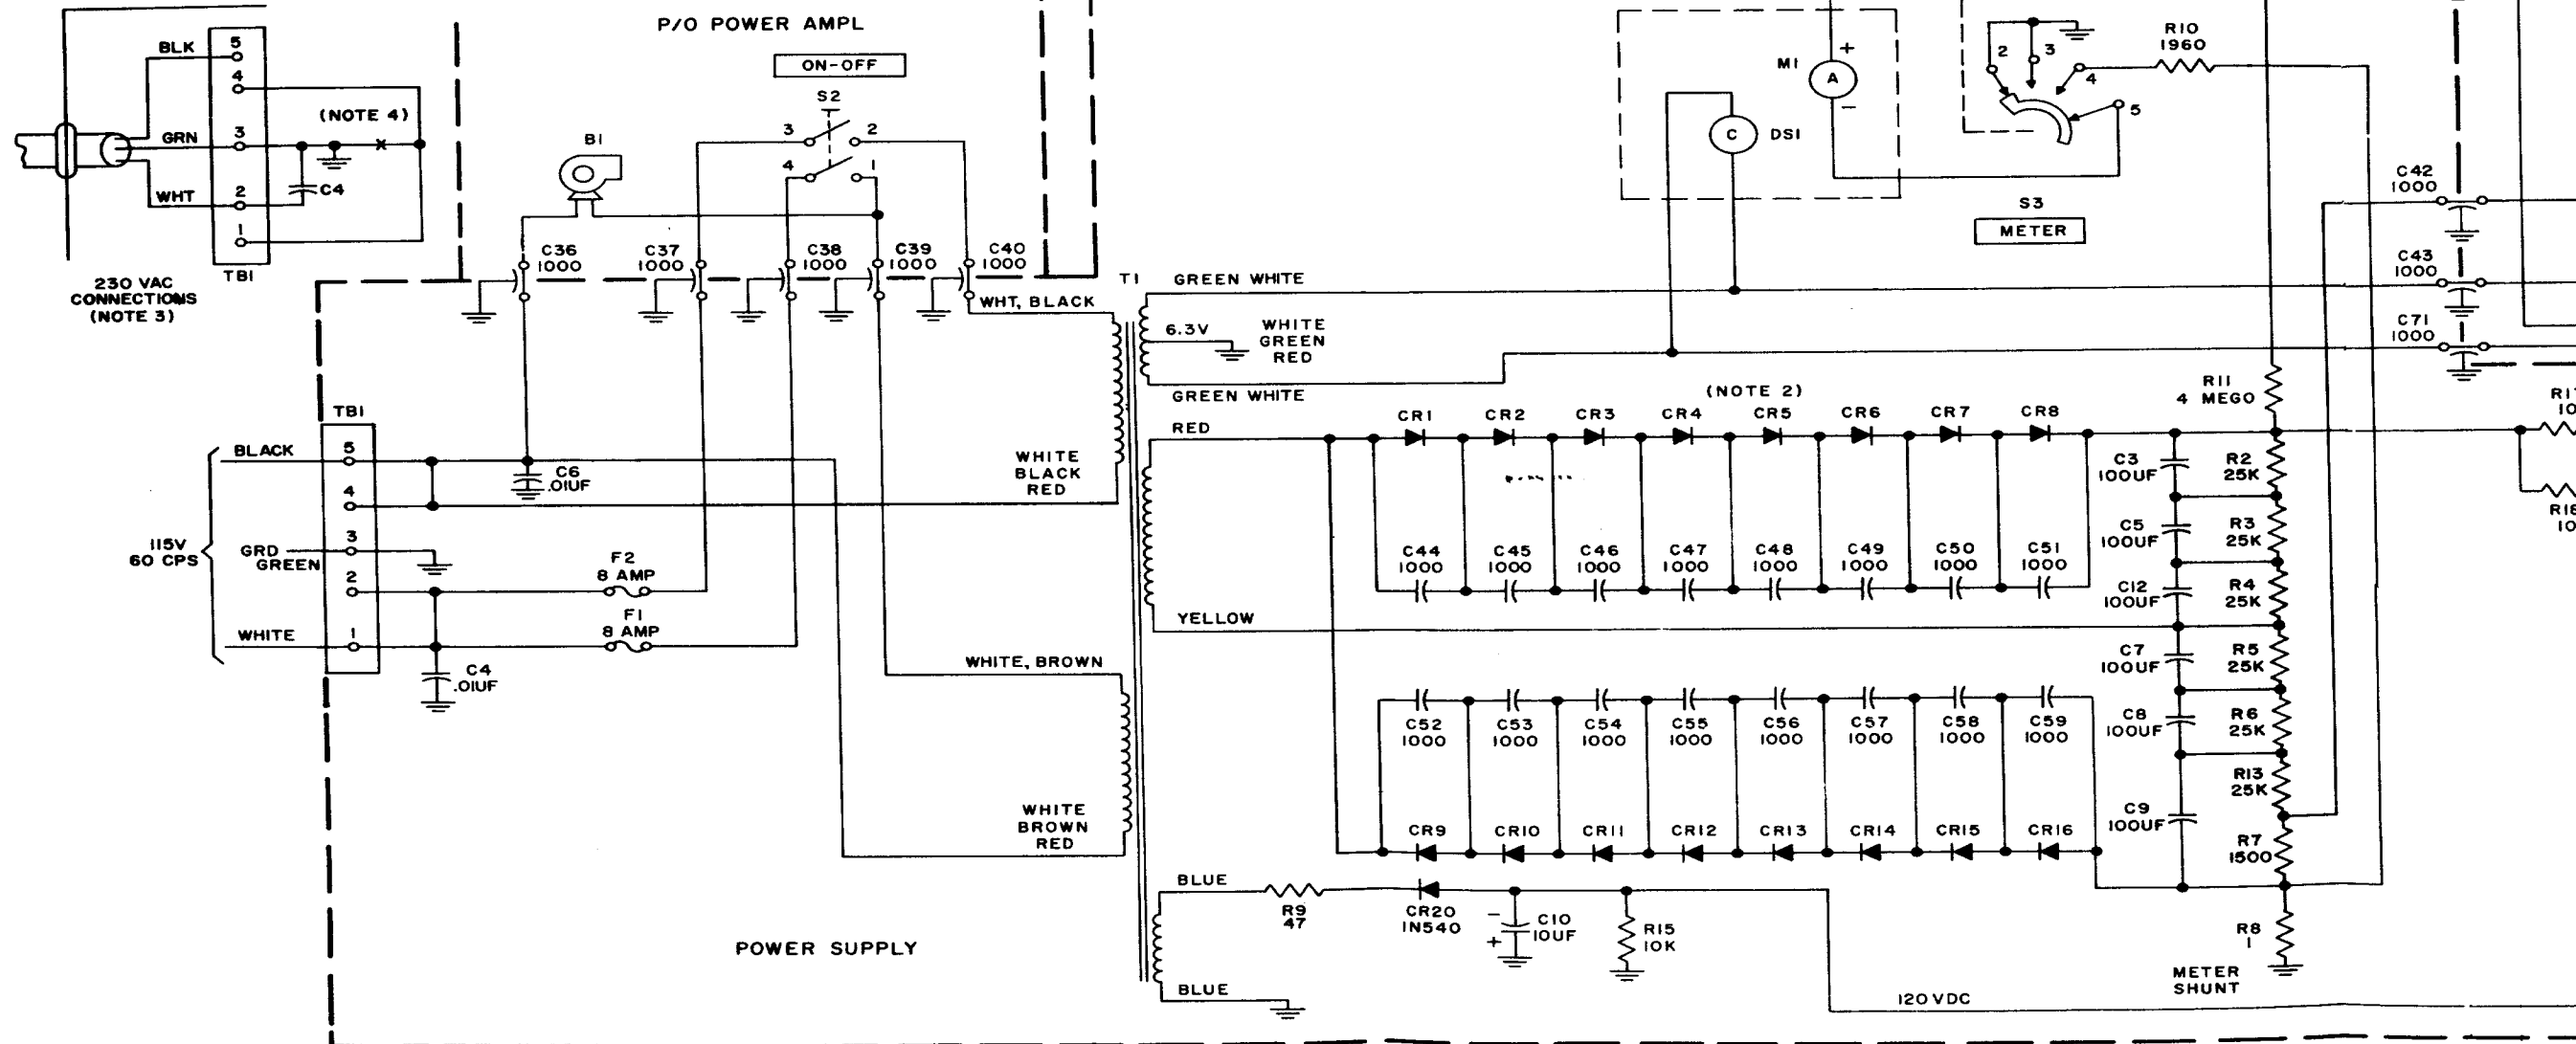 P/O POWER AMPL
ON-OFF
S2
3
2
4
1
B1
BLK
5
4
(NOTE 4)
GRN
3
WHT
2
C4
1
TB1
230 VAC
CONNECTIONS
(NOTE 3)
C36
1000
C37
1000
C38
1000
C39
1000
C40
1000
WHT, BLACK
T1
GREEN WHITE
6.3V
WHITE
GREEN
RED
GREEN WHITE
M1
+
A
-
C
DS1
2
3
4
5
R10
1960
S3
METER
C42
1000
C43
1000
C71
1000
TB1
BLACK
5
4
115V
60 CPS
GRD
GREEN
3
2
WHITE
1
C6
.01UF
F2
8 AMP
F1
8 AMP
C4
.01UF
WHITE
BLACK
RED
WHITE, BROWN
WHITE
BROWN
RED
RED
(NOTE 2)
CR1
CR2
CR3
CR4
CR5
CR6
CR7
CR8
C44
1000
C45
1000
C46
1000
C47
1000
C48
1000
C49
1000
C50
1000
C51
1000
YELLOW
C52
1000
C53
1000
C54
1000
C55
1000
C56
1000
C57
1000
C58
1000
C59
1000
CR9
CR10
CR11
CR12
CR13
CR14
CR15
CR16
R11
4 MEGO
C3
100UF
R2
25K
C5
100UF
R3
25K
C12
100UF
R4
25K
C7
100UF
R5
25K
C8
100UF
R6
25K
R13
25K
C9
100UF
R7
1500
R8
1
METER
SHUNT
BLUE
R9
47
CR20
1N540
-
+
C10
10UF
R15
10K
BLUE
120VDC
POWER SUPPLY